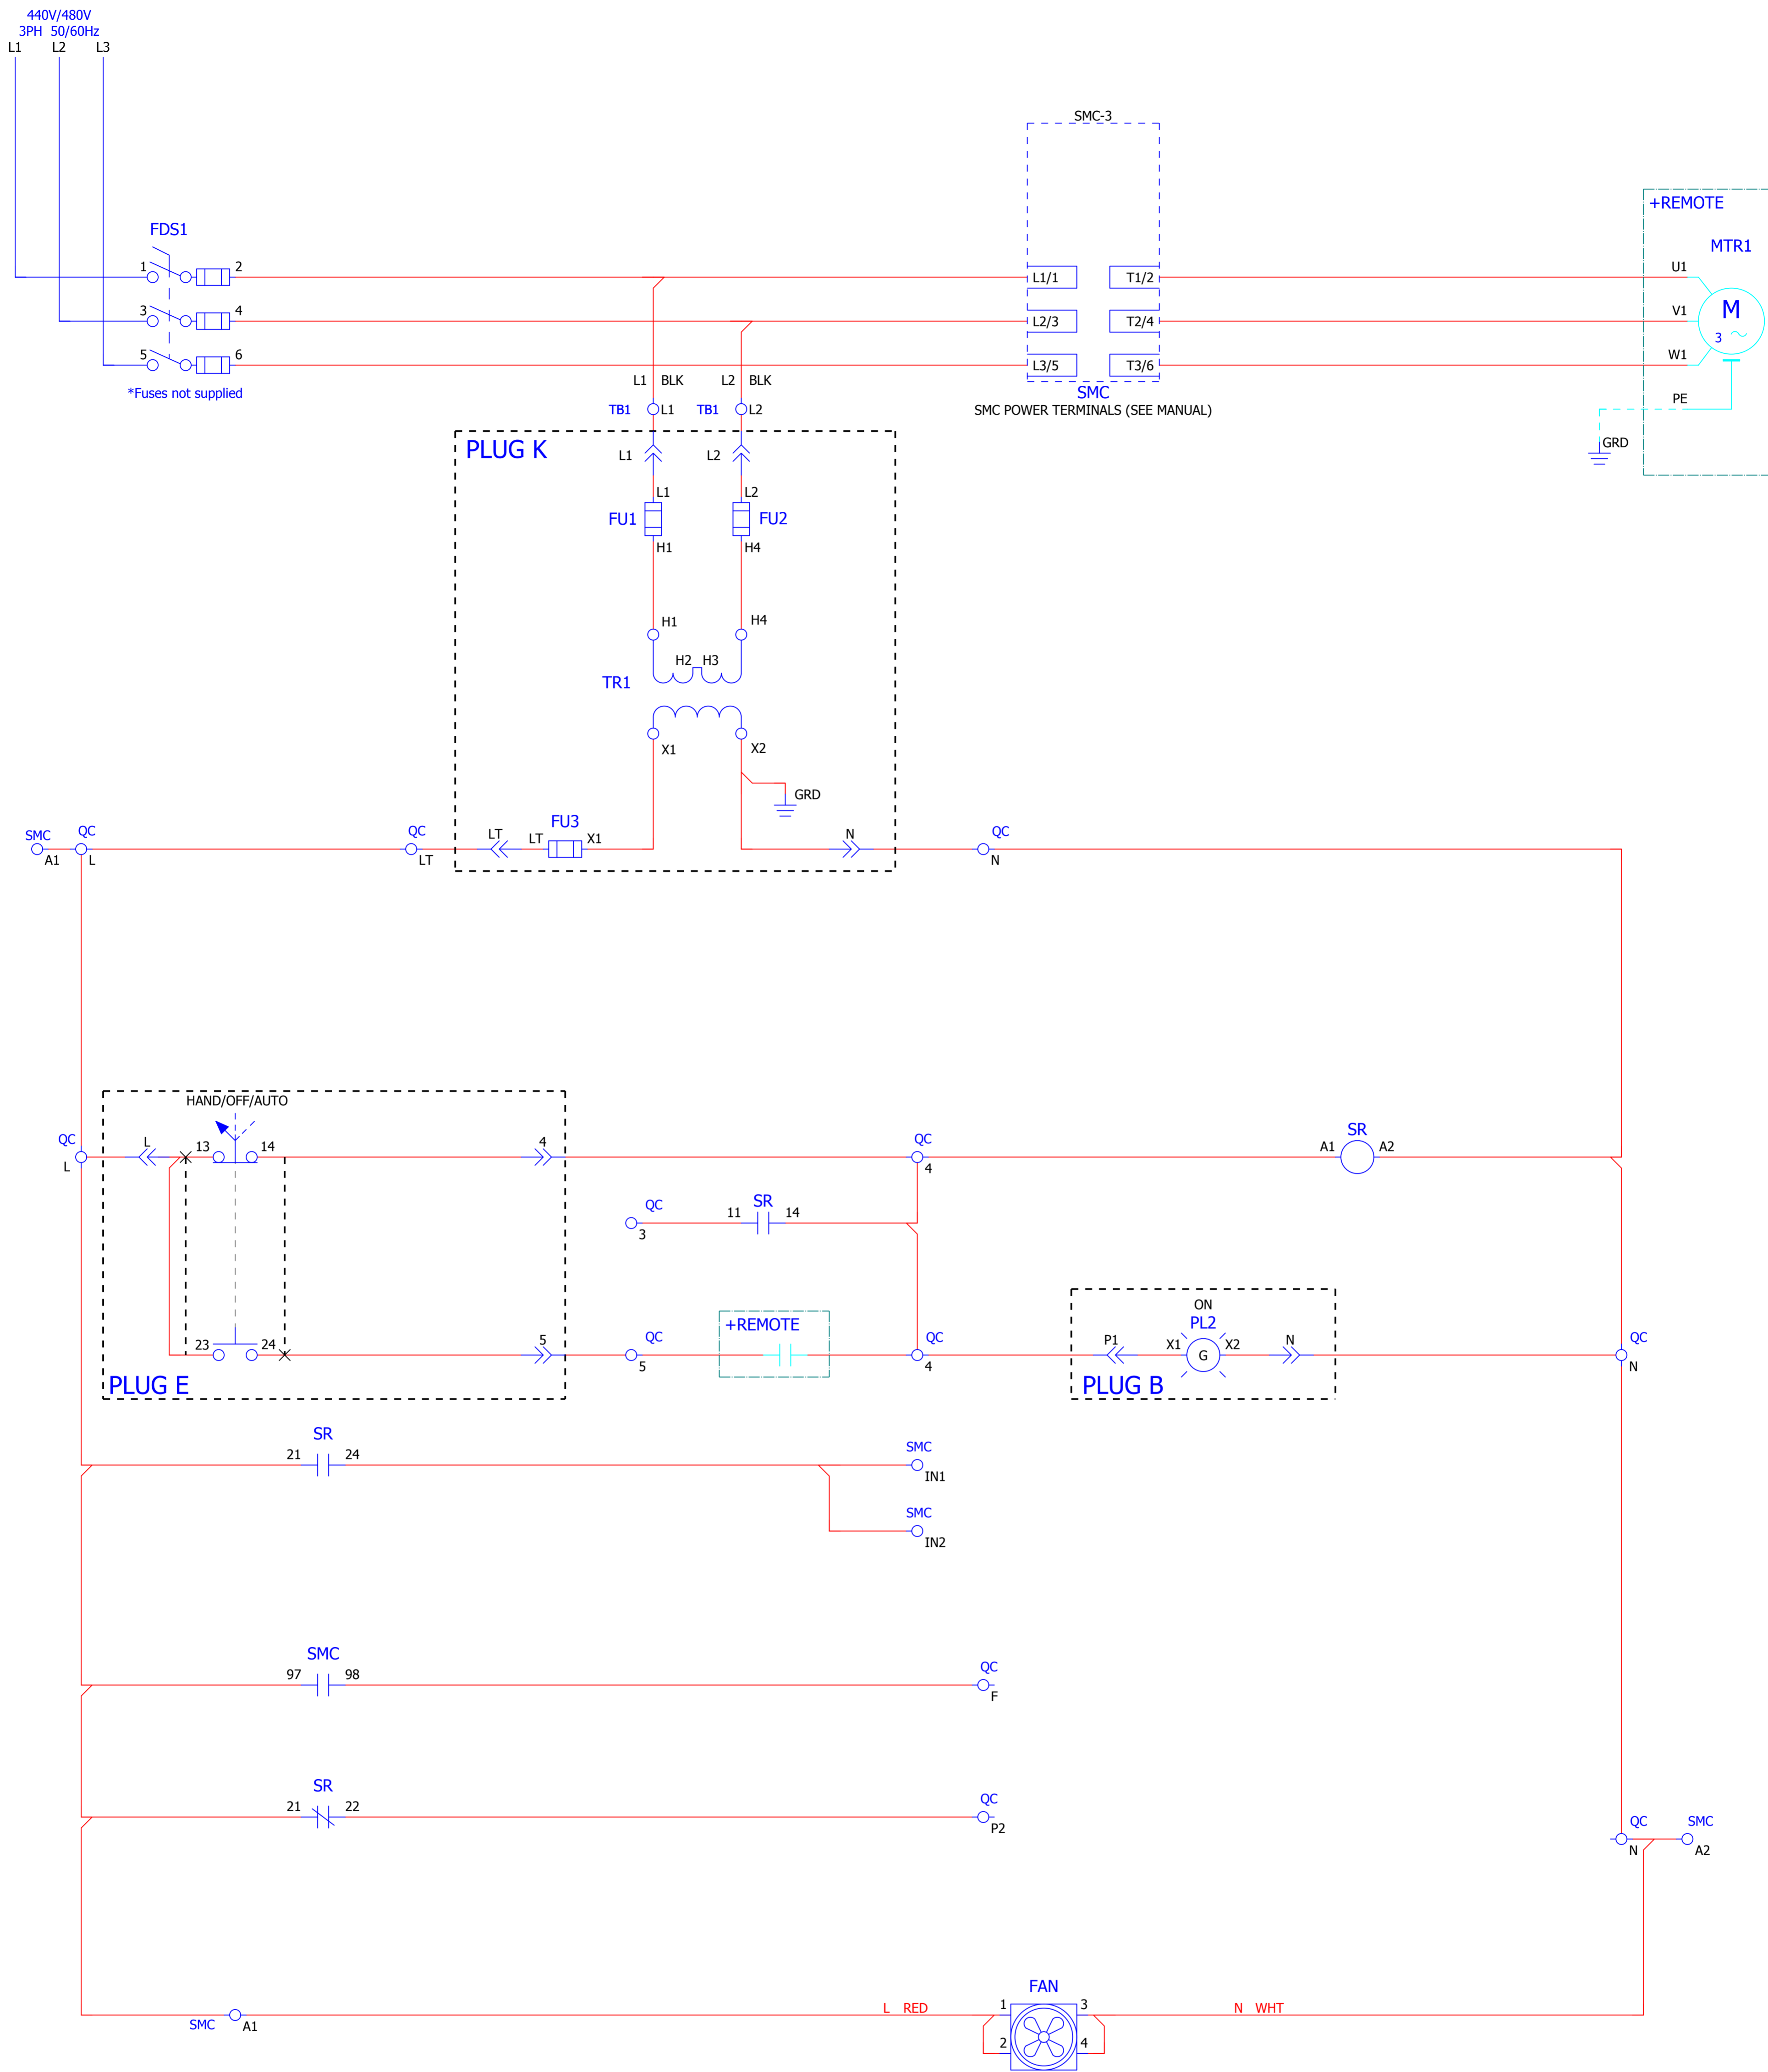 440V/480V
3PH 50/60Hz
L1 L2 L3
SMC-3
+REMOTE
MTR1
FDS1
1 2
L1/1 T1/2
U1
3 4
L2/3 T2/4
V1
M
3
5 6
L3/5 T3/6
W1
*Fuses not supplied
L1 BLK L2 BLK
SMC
SMC POWER TERMINALS (SEE MANUAL)
PE
TB1 L1 TB1 L2
GRD
PLUG K
L1 L2
L1 L2
FU1 FU2
H1 H4
H1 H4
H2 H3
TR1
X1 X2
GRD
SMC QC QC LT LT FU3 X1 N QC
A1 L LT N
HAND/OFF/AUTO
QC L 13 14 4 QC SR
L 4 A1 A2
QC 11 SR 14
3
+REMOTE
ON
PL2
23 24 5 QC QC P1 X1 G X2 N QC
5 4 N
PLUG E PLUG B
SR
21 24 SMC
IN1
SMC
IN2
SMC
97 98 QC
F
SR
21 22 QC
P2
QC SMC
N A2
FAN
L RED 1 3 N WHT
SMC A1
2 4